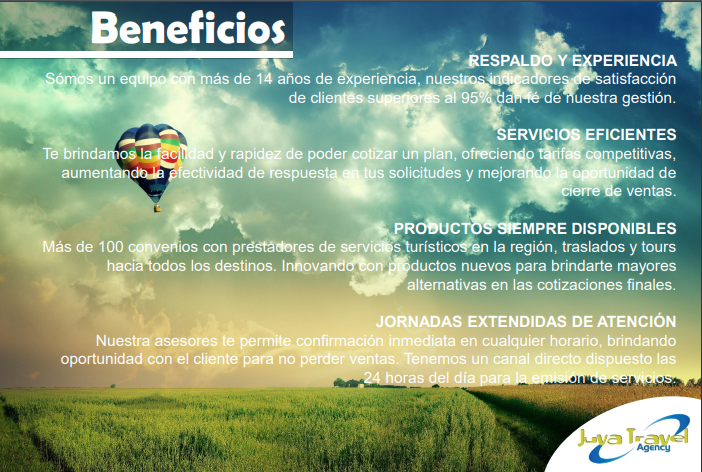 Beneficios
RESPALDO Y EXPERIENCIA
Sómos un equipo con más de 14 años de experiencia, nuestros indicadores de satisfacción
de clientes superiores al 95% dan fé de nuestra gestión.
SERVICIOS EFICIENTES
Te brindamos la facilidad y rapidez de poder cotizar un plan, ofreciendo tarifas competitivas,
aumentando la efectividad de respuesta en tus solicitudes y mejorando la oportunidad de
cierre de ventas.
PRODUCTOS SIEMPRE DISPONIBLES
Más de 100 convenios con prestadores de servicios turísticos en la región, traslados y tours
hacia todos los destinos. Innovando con productos nuevos para brindarte mayores
alternativas en las cotizaciones finales.
JORNADAS EXTENDIDAS DE ATENCIÓN
Nuestra asesores te permite confirmación inmediata en cualquier horario, brindando
oportunidad con el cliente para no perder ventas. Tenemos un canal directo dispuesto las
24 horas del día para la emisión de servicios.
Juya Travel
Agency